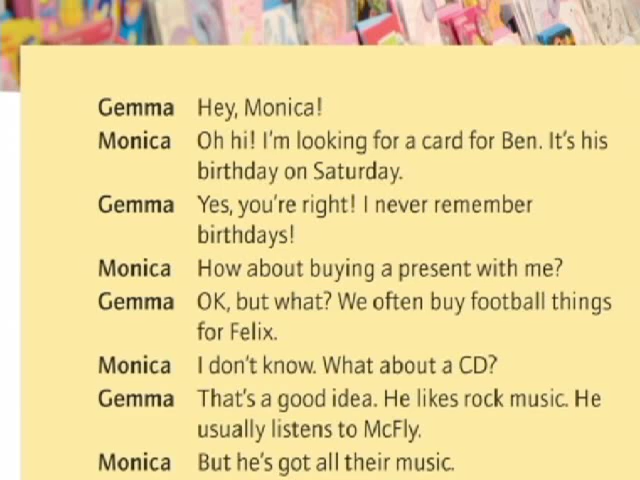 Gemma Hey, Monica!
Monica Oh hi! I'm looking for a card for Ben. It's his
birthday on Saturday.
Gemma Yes, you're right! I never remember
birthdays!
Monica How about buying a present with me?
Gemma OK, but what? We often buy football things
for Felix.
Monica I don't know. What about a CD?
Gemma That's a good idea. He likes rock music. He
usually listens to McFly.
Monica But he's got all their music.